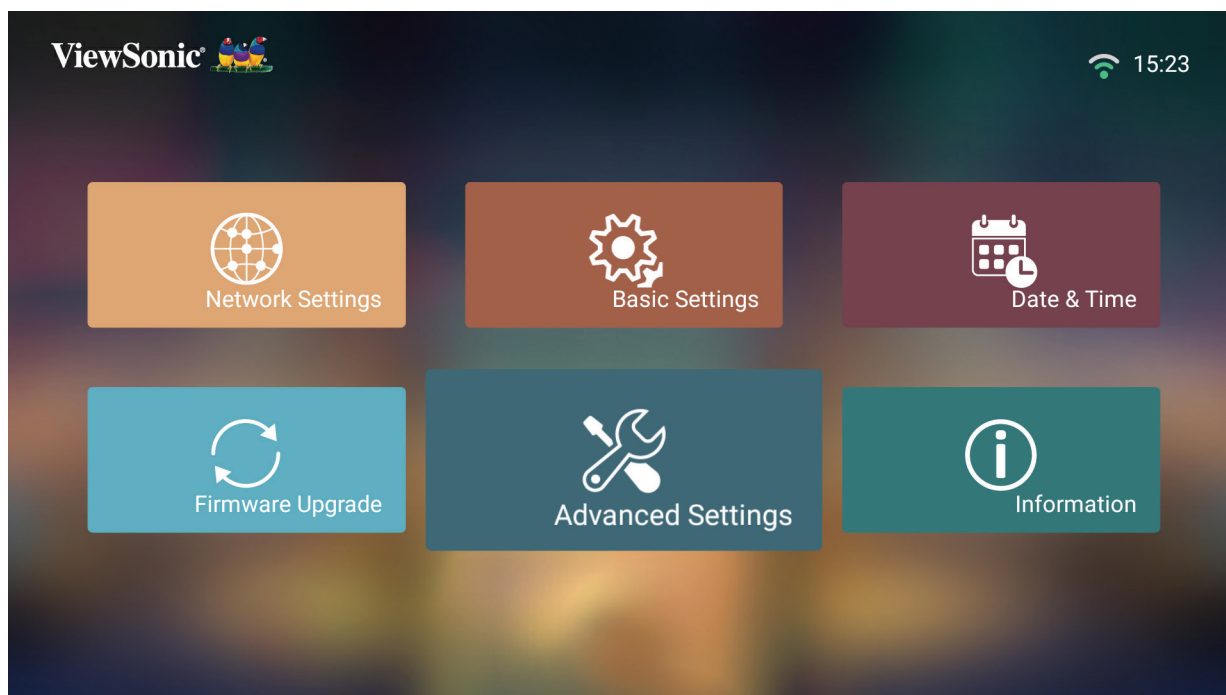 ViewSonic®
15:23
Network Settings
Basic Settings
Date & Time
Firmware Upgrade
Advanced Settings
Information